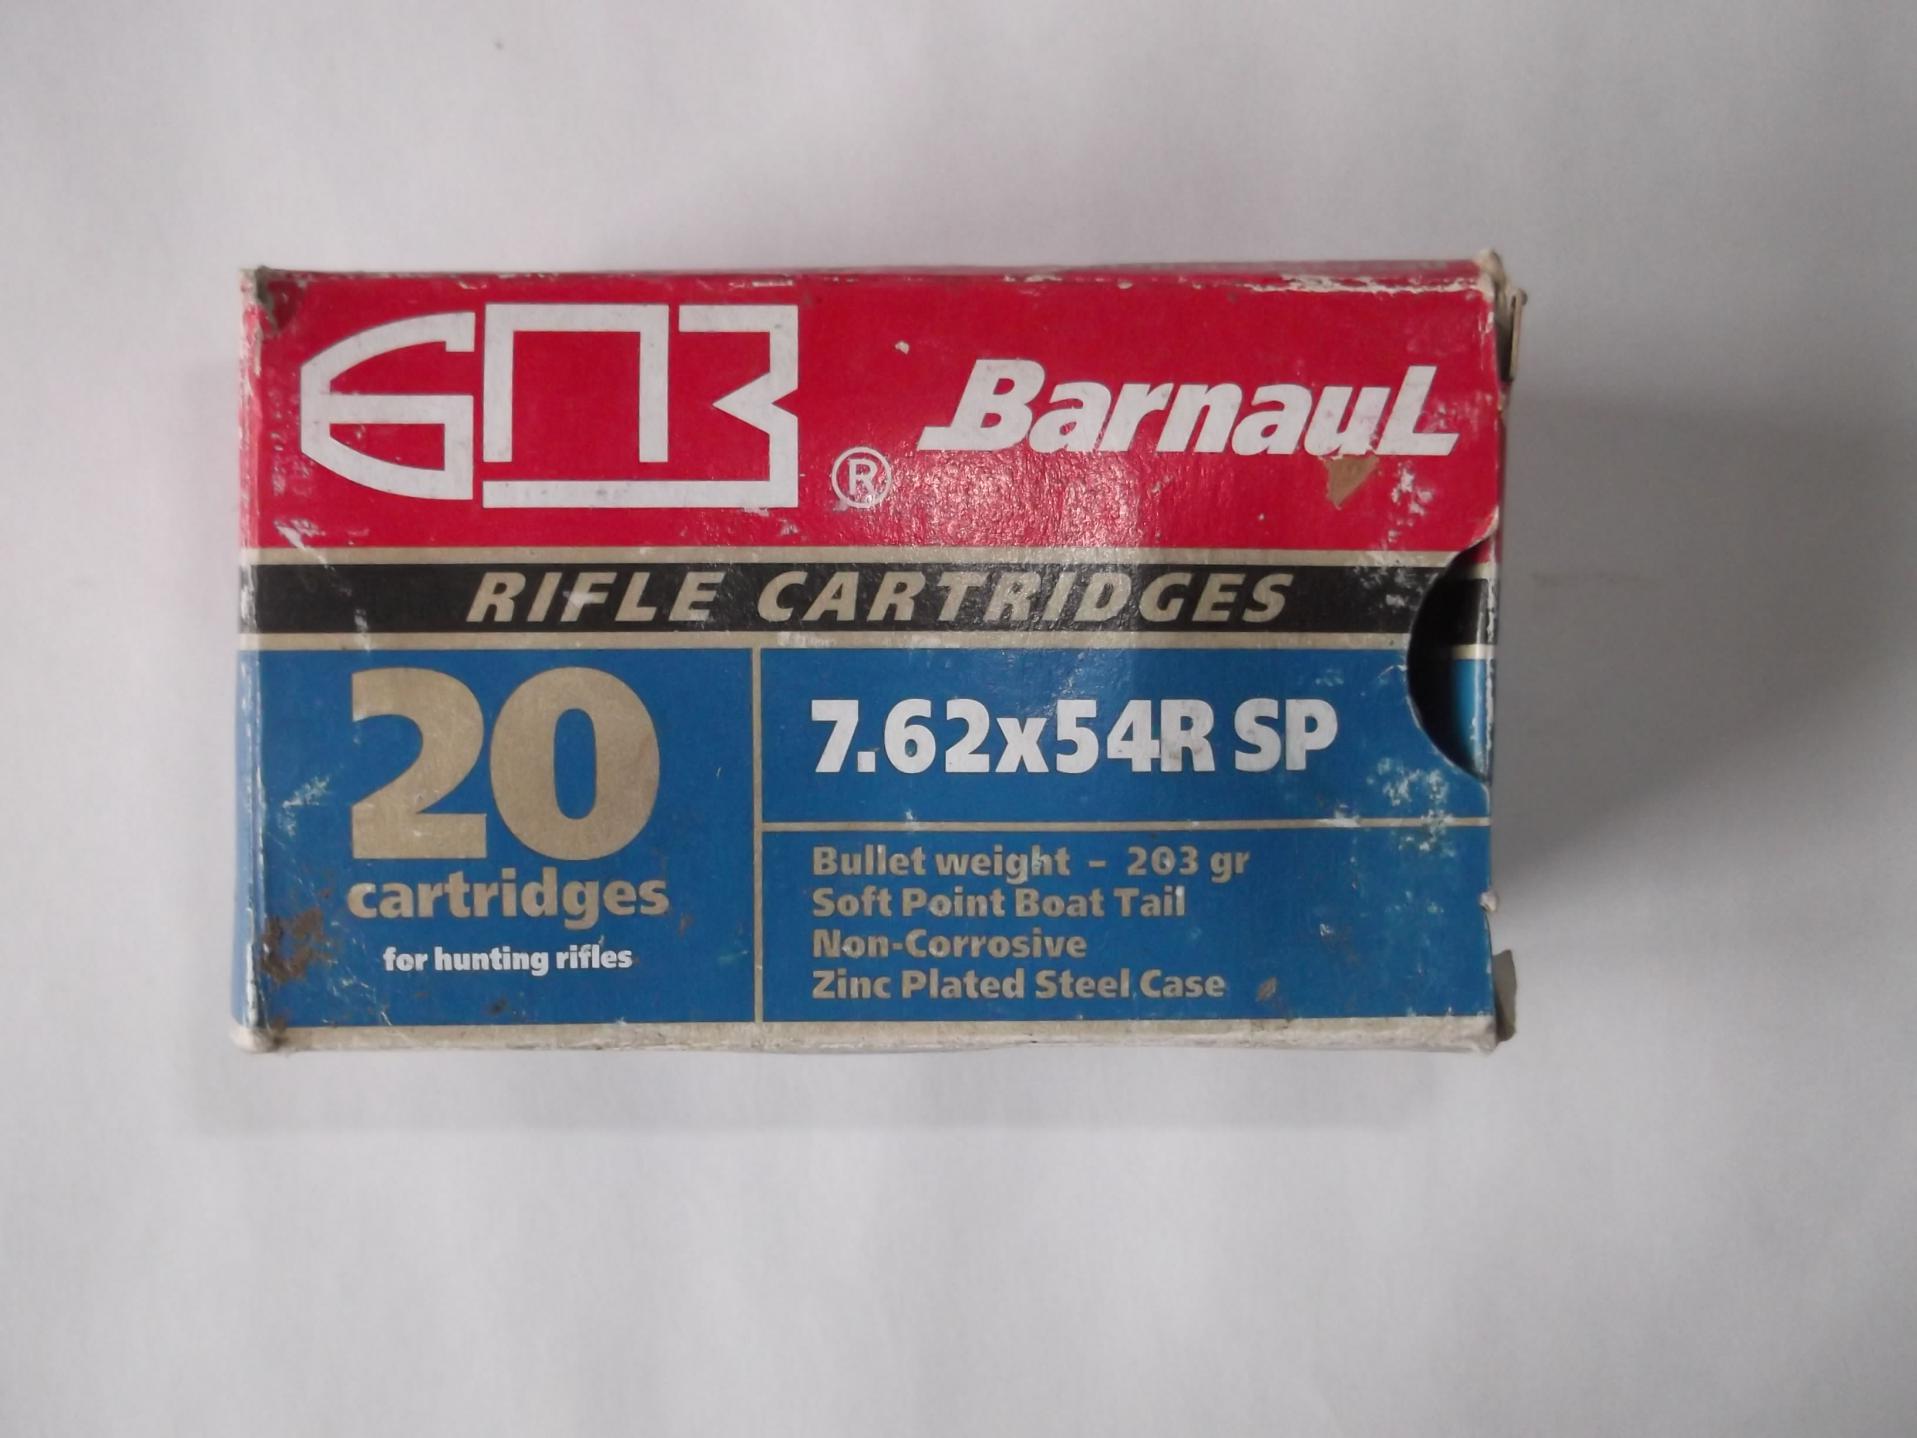 БПЗ ® BarnauL
RIFLE CARTRIDGES
20
cartridges
for hunting rifles
7.62x54R SP
Bullet weight - 203 gr
Soft Point Boat Tail
Non-Corrosive
Zinc Plated Steel Case